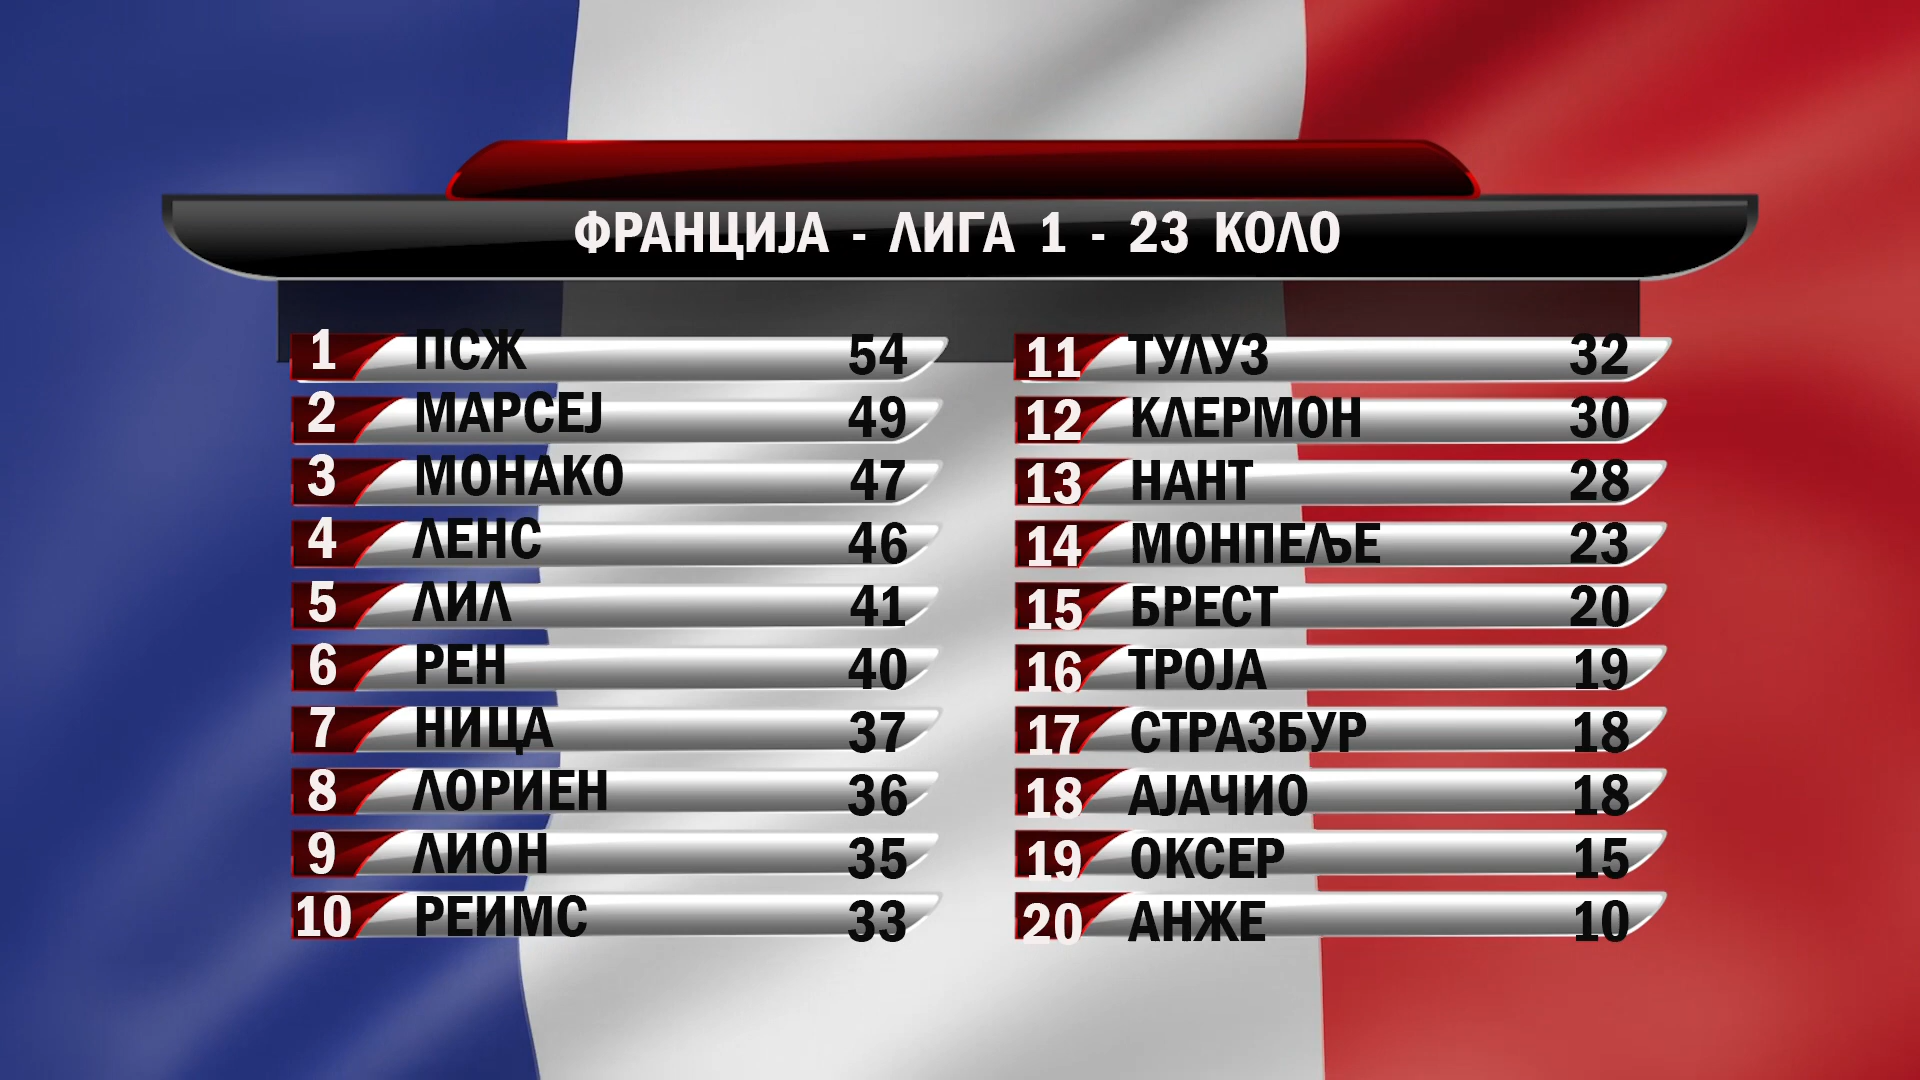 ФРАНЦИЈА - ЛИГА 1 - 23 КОЛО
1 ПСЖ 54
2 МАРСЕЈ 49
3 МОНАКО 47
4 ЛЕНС 46
5 ЛИЛ 41
6 РЕН 40
7 НИЦА 37
8 ЛОРИЕН 36
9 ЛИОН 35
10 РЕИМС 33
11 ТУЛУЗ 32
12 КЛЕРМОН 30
13 НАНТ 28
14 МОНПЕЉЕ 23
15 БРЕСТ 20
16 ТРОЈА 19
17 СТРАЗБУР 18
18 АЈАЧИО 18
19 ОКСЕР 15
20 АНЖЕ 10